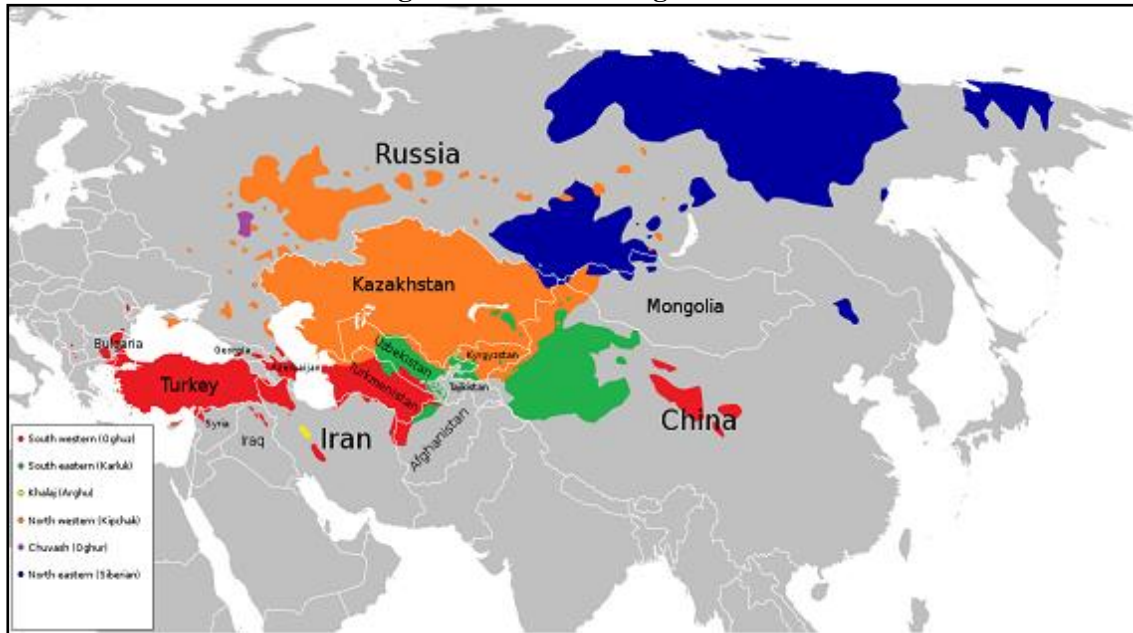 Russia
Kazakhstan
Mongolia
Bulgaria
Georgia
Azerbaijan
Uzbekistan
Kyrgyzstan
Turkey
Turkmenistan
Tajikistan
Syria
Iraq
Iran
Afghanistan
China
South western (Oghuz)
South eastern (Karluk)
Khalaj (Arghu)
North western (Kipchak)
Chuvash (Oghur)
North eastern (Siberian)